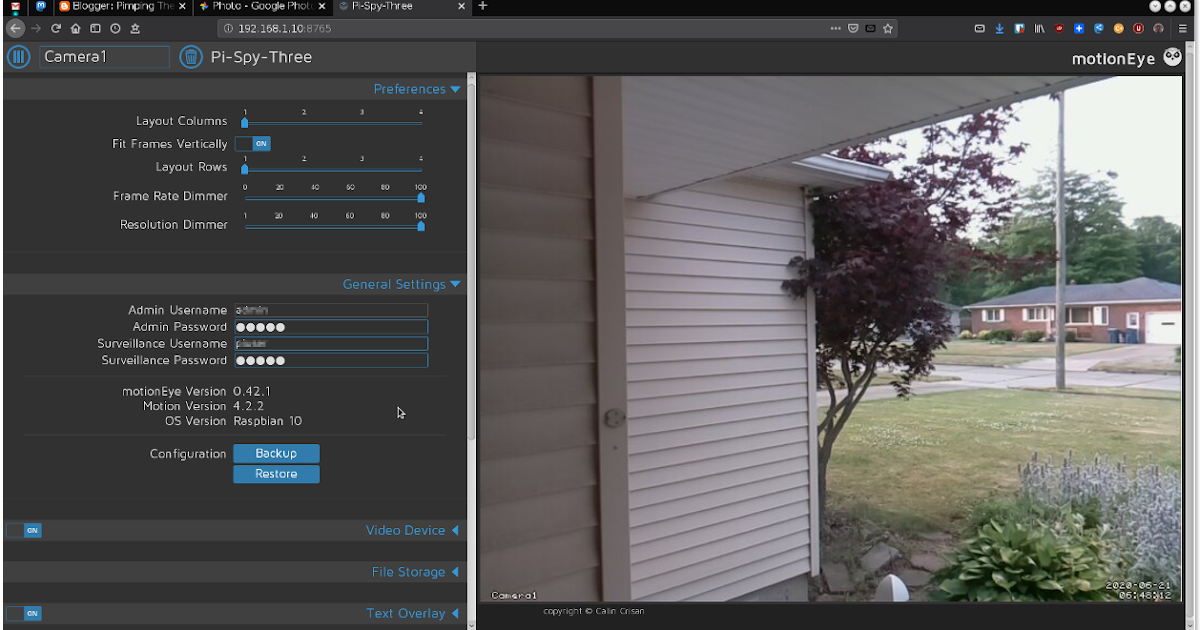 Blogger: Pimping The
Photo - Google Photo
Pi-Spy-Three
192.168.1.10:8765
Camera1
Pi-Spy-Three
motionEye
Preferences
1 2 3 4
Layout Columns
Fit Frames Vertically ON
1 2 3 4
Layout Rows
0 20 40 60 80 100
Frame Rate Dimmer
1 20 40 60 80 100
Resolution Dimmer
General Settings
Admin Username
Admin Password
Surveillance Username
Surveillance Password
motionEye Version 0.42.1
Motion Version 4.2.2
OS Version Raspbian 10
Configuration Backup
Restore
ON Video Device
File Storage
ON Text Overlay
Camera1
2020-06-21
06:48:12
copyright © Calin Crisan